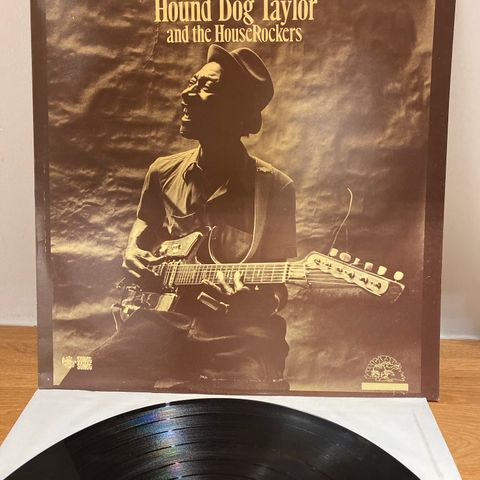 Hound Dog Taylor
and the HouseRockers